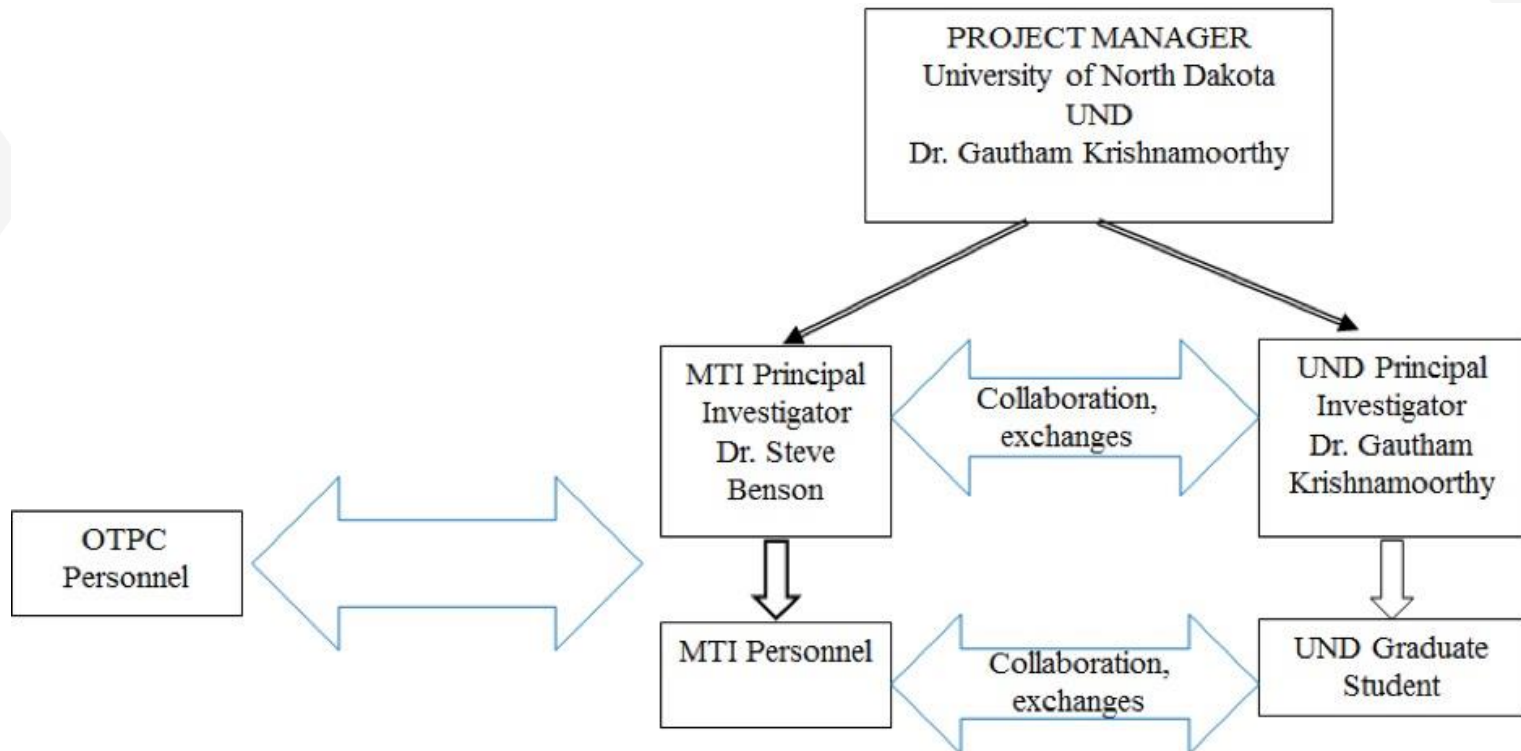 PROJECT MANAGER
University of North Dakota
UND
Dr. Gautham Krishnamoorthy
MTI Principal
Investigator
Dr. Steve
Benson
Collaboration,
exchanges
UND Principal
Investigator
Dr. Gautham
Krishnamoorthy
OTPC
Personnel
MTI Personnel
Collaboration,
exchanges
UND Graduate
Student